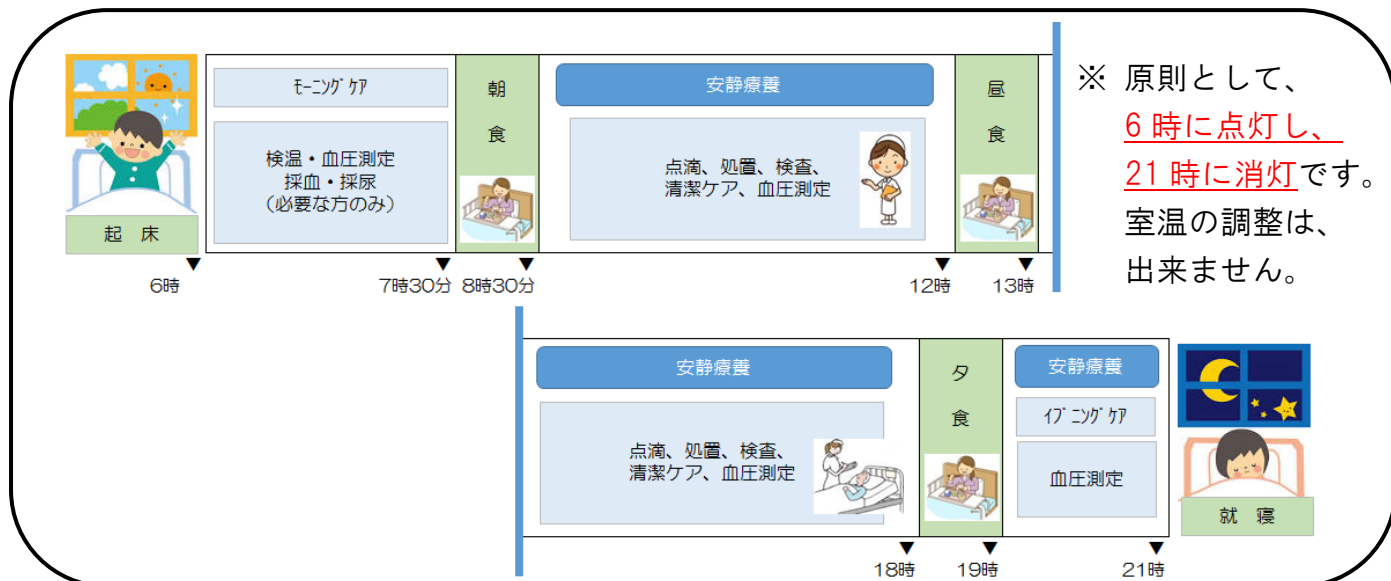 モーニングケア
検温・血圧測定
採血・採尿
(必要な方のみ)
朝
食
安静療養
点滴、処置、検査、
清潔ケア、血圧測定
昼
食
起 床
6時
7時30分
8時30分
12時
13時
※ 原則として、
6 時に点灯し、
21 時に消灯です。
室温の調整は、
出来ません。
安静療養
点滴、処置、検査、
清潔ケア、血圧測定
夕
食
安静療養
イブニングケア
血圧測定
就 寝
18時
19時
21時